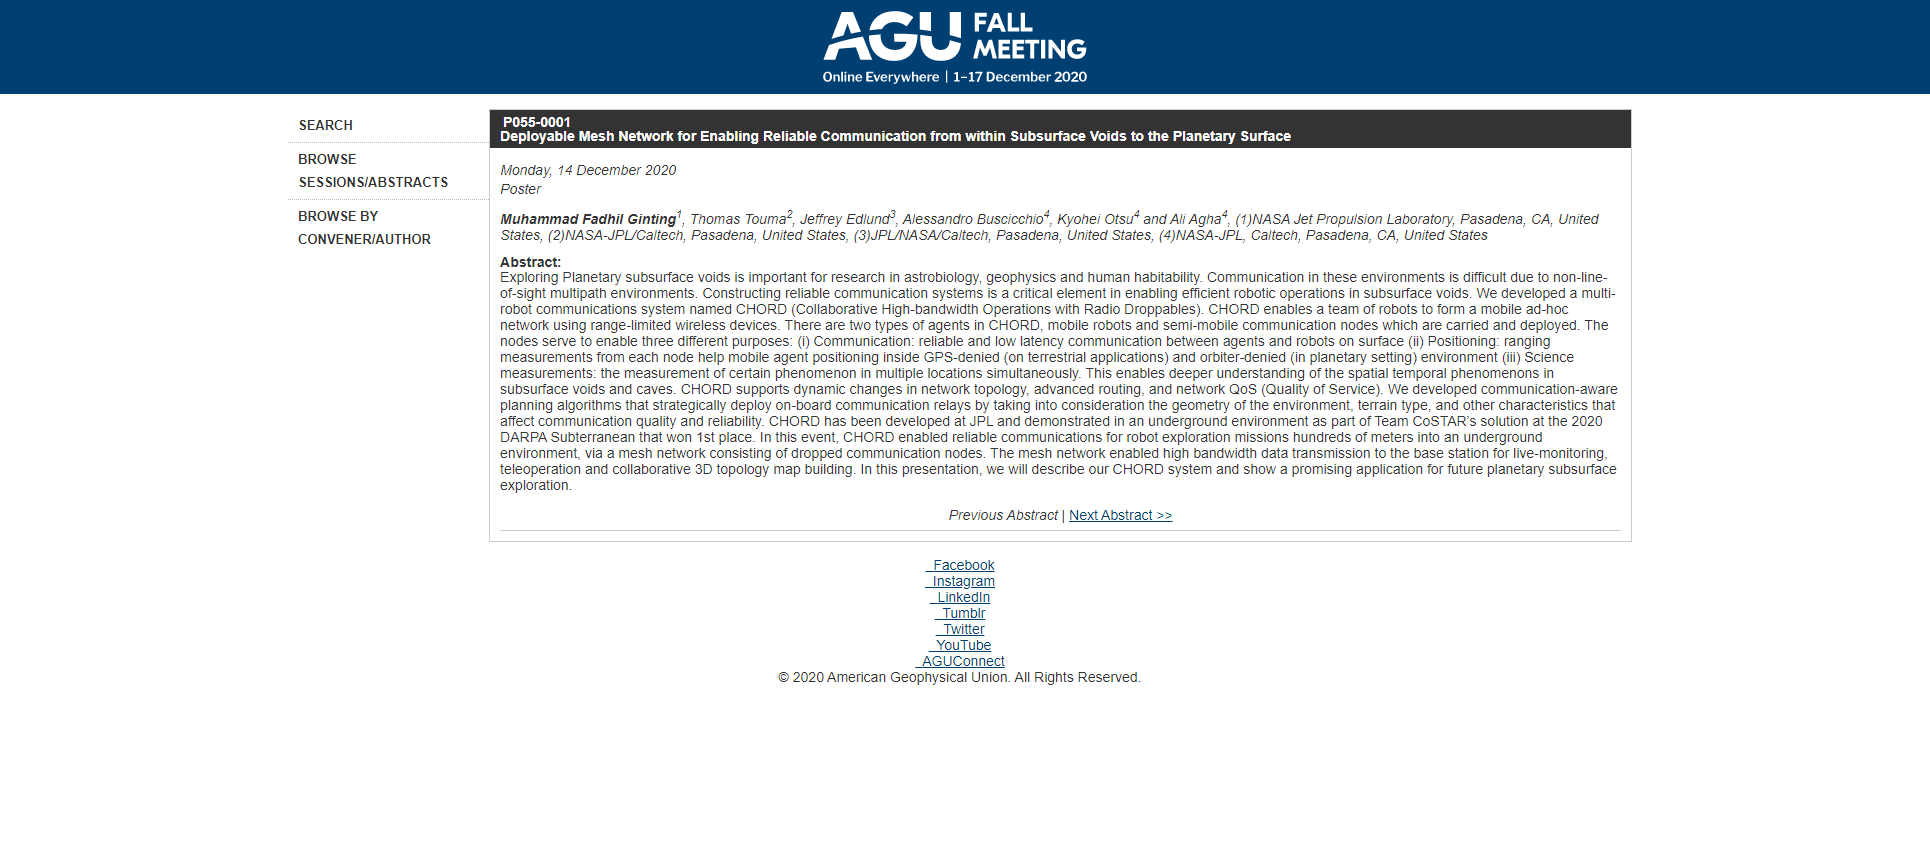 AGU FALL MEETING
Online Everywhere | 1–17 December 2020
SEARCH
BROWSE
SESSIONS/ABSTRACTS
BROWSE BY
CONVENER/AUTHOR
P055-0001
Deployable Mesh Network for Enabling Reliable Communication from within Subsurface Voids to the Planetary Surface
Monday, 14 December 2020
Poster
Muhammad Fadhil Ginting1, Thomas Touma2, Jeffrey Edlund3, Alessandro Buscicchio4, Kyohei Otsu4 and Ali Agha4, (1)NASA Jet Propulsion Laboratory, Pasadena, CA, United
States, (2)NASA-JPL/Caltech, Pasadena, United States, (3)JPL/NASA/Caltech, Pasadena, United States, (4)NASA-JPL, Caltech, Pasadena, CA, United States
Abstract:
Exploring Planetary subsurface voids is important for research in astrobiology, geophysics and human habitability. Communication in these environments is difficult due to non-line-
of-sight multipath environments. Constructing reliable communication systems is a critical element in enabling efficient robotic operations in subsurface voids. We developed a multi-
robot communications system named CHORD (Collaborative High-bandwidth Operations with Radio Droppables). CHORD enables a team of robots to form a mobile ad-hoc
network using range-limited wireless devices. There are two types of agents in CHORD, mobile robots and semi-mobile communication nodes which are carried and deployed. The
nodes serve to enable three different purposes: (i) Communication: reliable and low latency communication between agents and robots on surface (ii) Positioning: ranging
measurements from each node help mobile agent positioning inside GPS-denied (on terrestrial applications) and orbiter-denied (in planetary setting) environment (iii) Science
measurements: the measurement of certain phenomenon in multiple locations simultaneously. This enables deeper understanding of the spatial temporal phenomenons in
subsurface voids and caves. CHORD supports dynamic changes in network topology, advanced routing, and network QoS (Quality of Service). We developed communication-aware
planning algorithms that strategically deploy on-board communication relays by taking into consideration the geometry of the environment, terrain type, and other characteristics that
affect communication quality and reliability. CHORD has been developed at JPL and demonstrated in an underground environment as part of Team CoSTAR's solution at the 2020
DARPA Subterranean that won 1st place. In this event, CHORD enabled reliable communications for robot exploration missions hundreds of meters into an underground
environment, via a mesh network consisting of dropped communication nodes. The mesh network enabled high bandwidth data transmission to the base station for live-monitoring,
teleoperation and collaborative 3D topology map building. In this presentation, we will describe our CHORD system and show a promising application for future planetary subsurface
exploration.
Previous Abstract | Next Abstract >>
Facebook
Instagram
LinkedIn
Tumblr
Twitter
YouTube
AGUConnect
© 2020 American Geophysical Union. All Rights Reserved.